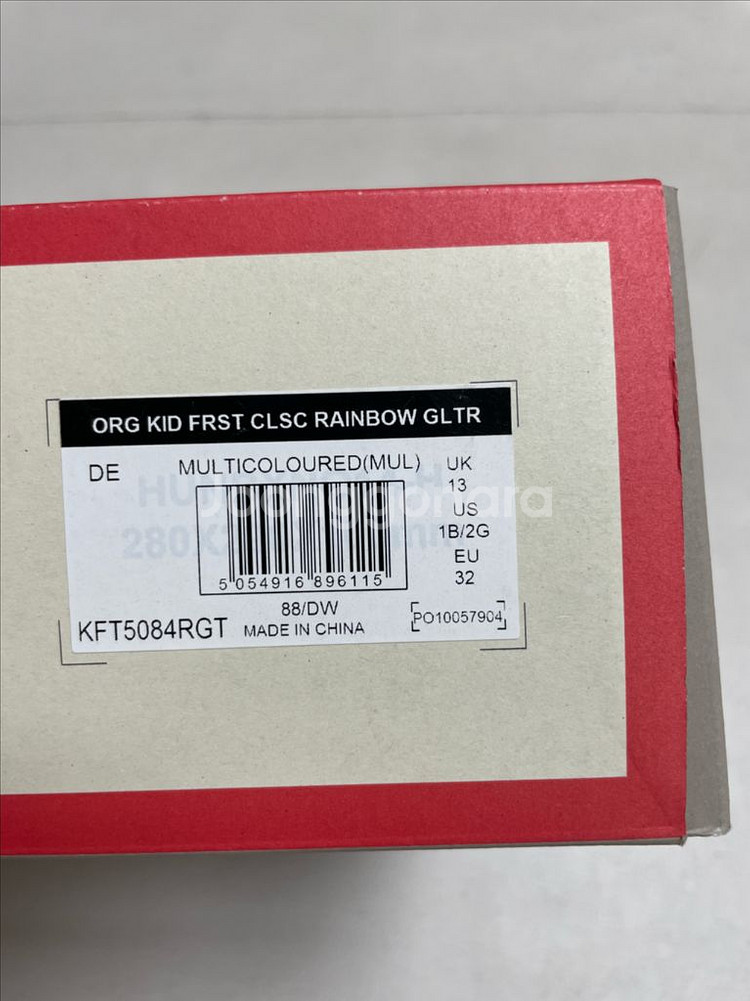 ORG KID FRST CLSC RAINBOW GLTR
DE
MULTICOLOURED(MUL)
UK
13
US
1B/2G
EU
32
5 054916 896115
88/DW
KFT5084RGT
MADE IN CHINA
PO10057904
Joonggonara